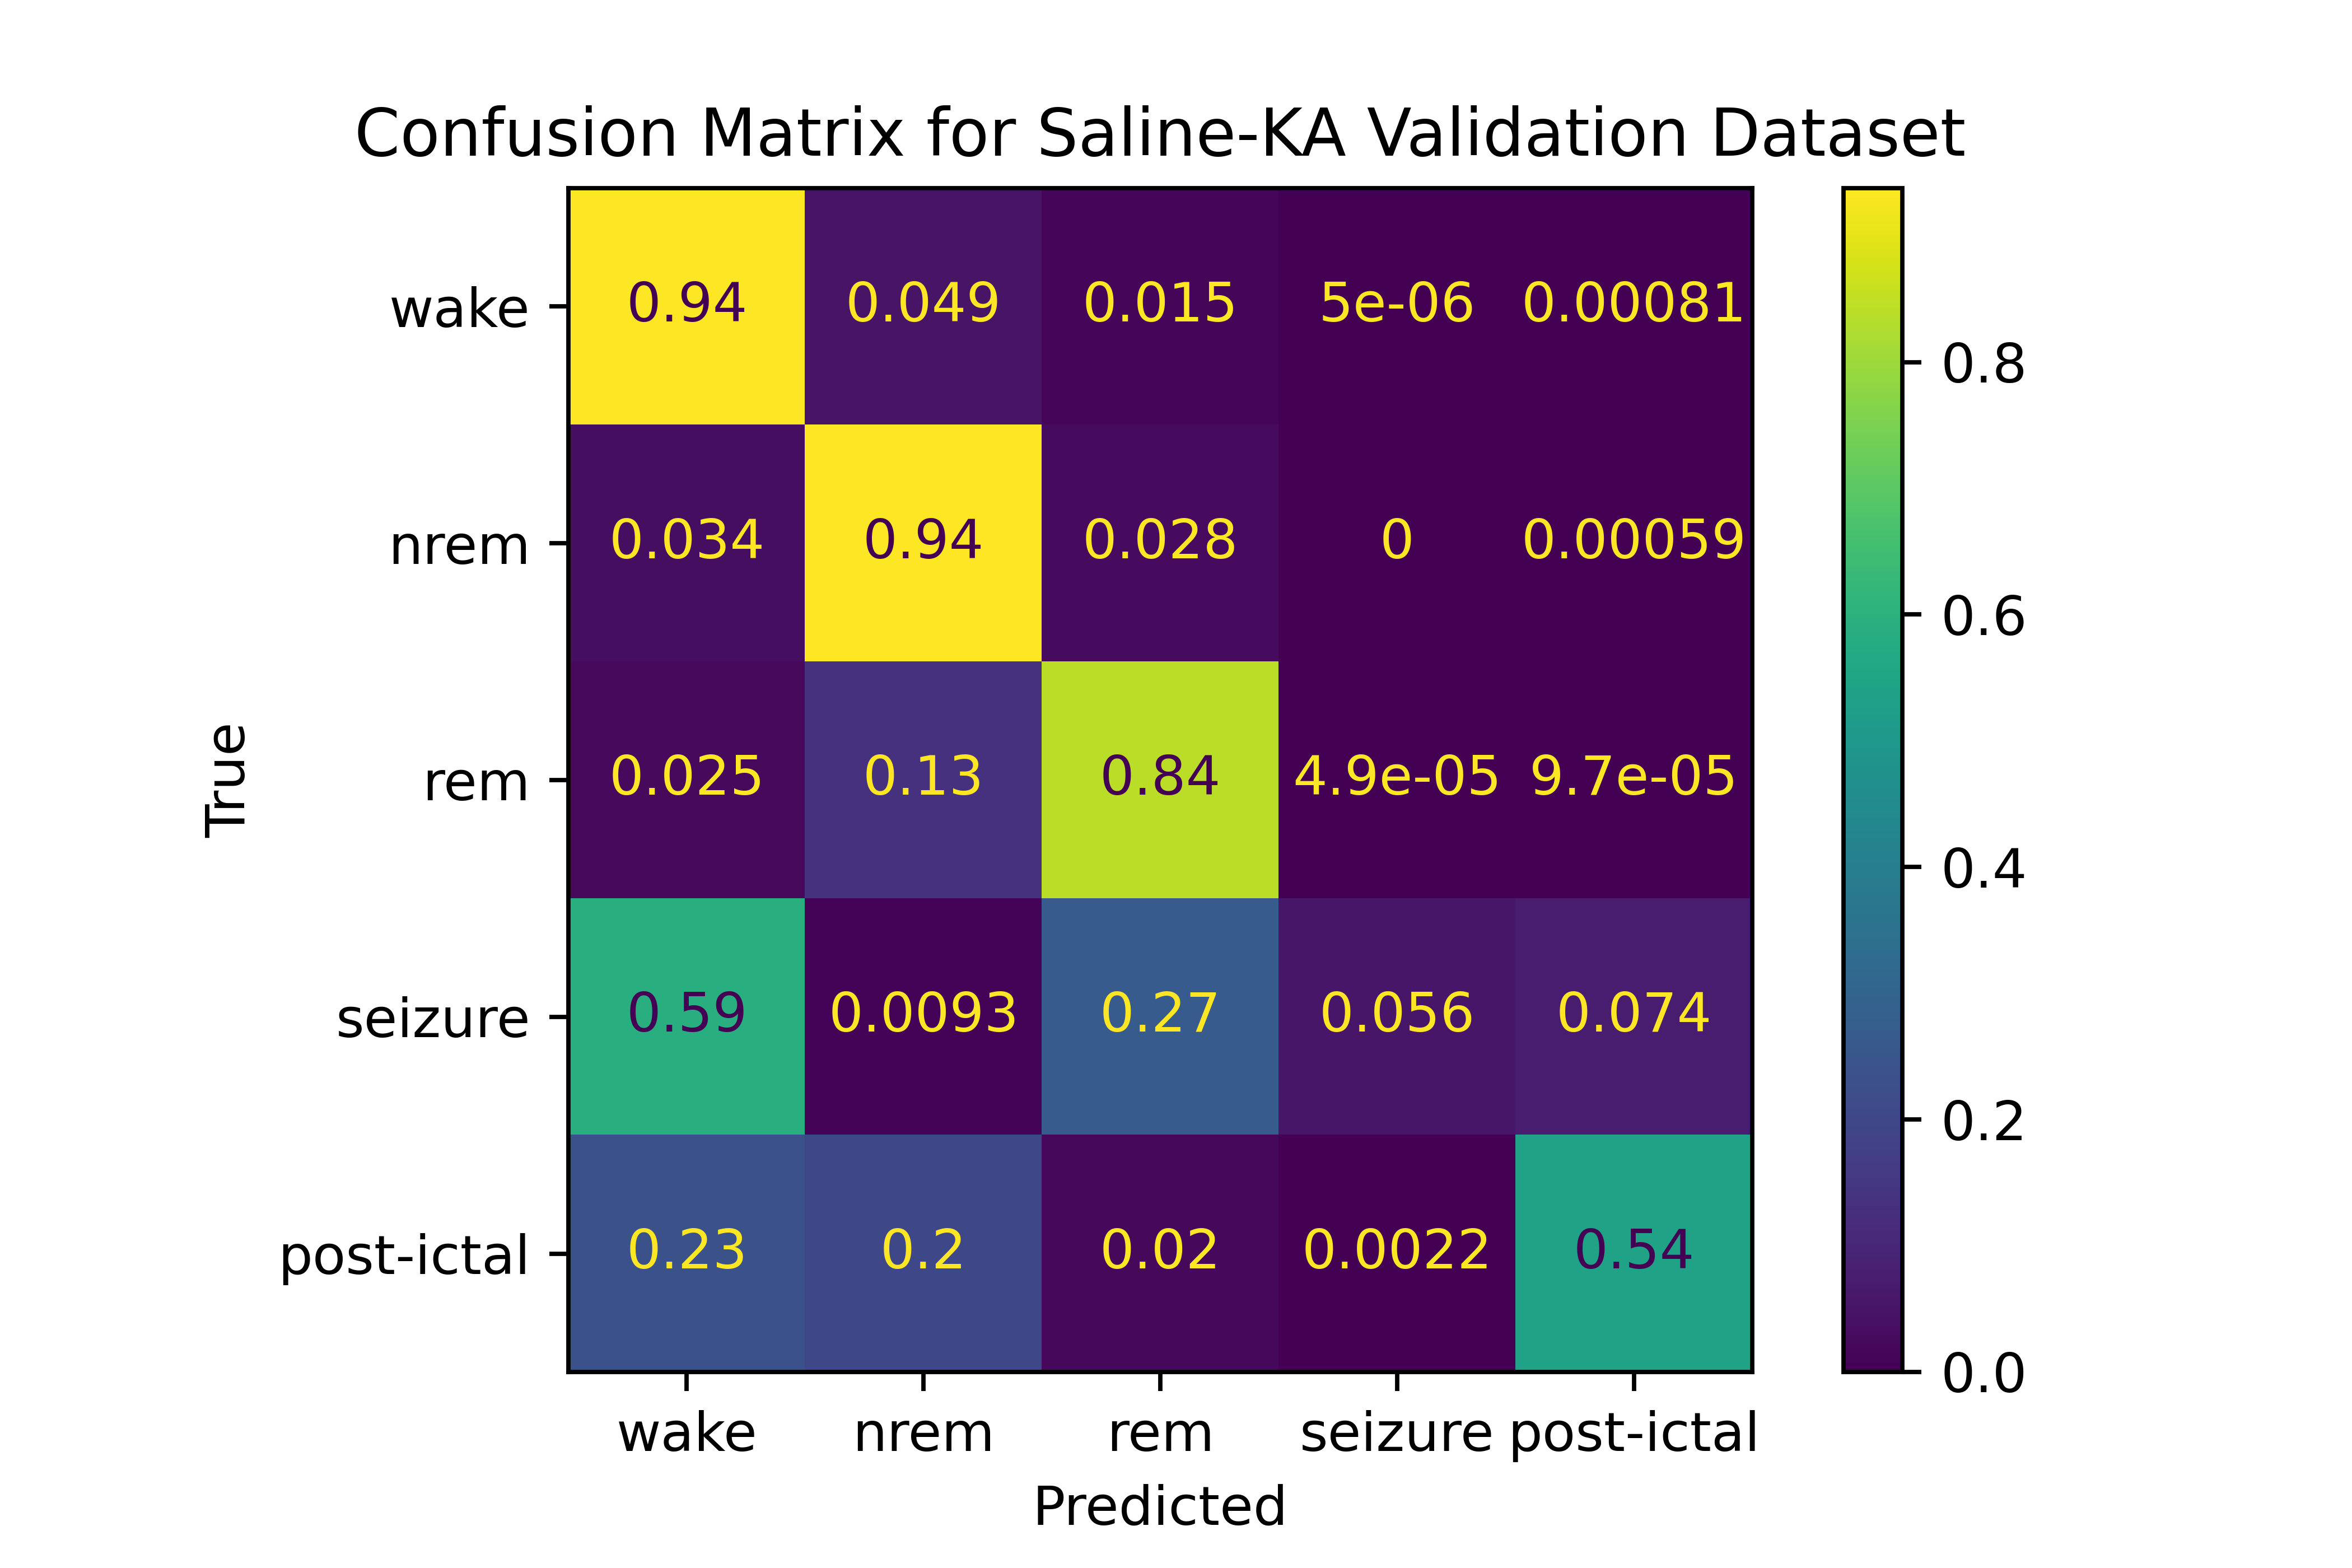 Confusion Matrix for Saline-KA Validation Dataset
wake 0.94 0.049 0.015 5e-06 0.00081
nrem 0.034 0.94 0.028 0 0.00059
rem 0.025 0.13 0.84 4.9e-05 9.7e-05
seizure 0.59 0.0093 0.27 0.056 0.074
post-ictal 0.23 0.2 0.02 0.0022 0.54
True
wake nrem rem seizure post-ictal
Predicted
0.8
0.6
0.4
0.2
0.0